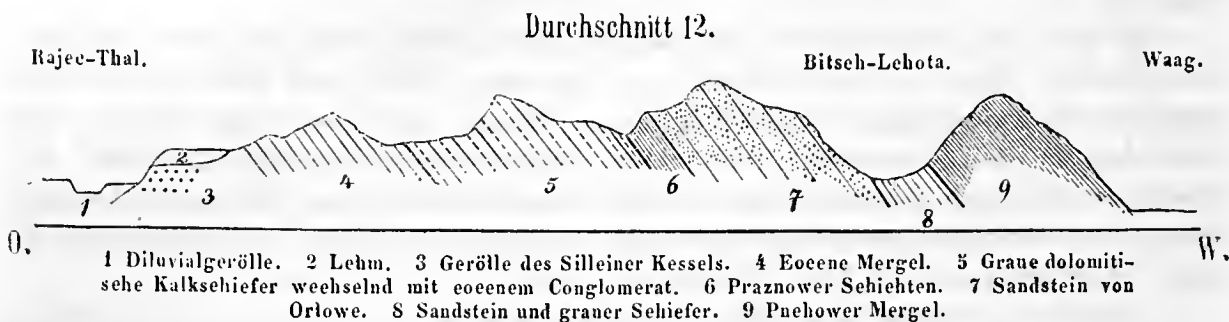 Durchschnitt 12.
Rajec-Thal. Bitsch-Lehota. Waag.
2
1 3 4 5 6 7 8 9
O. W.
1 Diluvialgerölle. 2 Lehm. 3 Gerölle des Silleiner Kessels. 4 Eocene Mergel. 5 Graue dolomiti-
sche Kalkschiefer wechselnd mit eocenem Conglomerat. 6 Praznower Schichten. 7 Sandstein von
Orlowe. 8 Sandstein und grauer Schiefer. 9 Puchower Mergel.